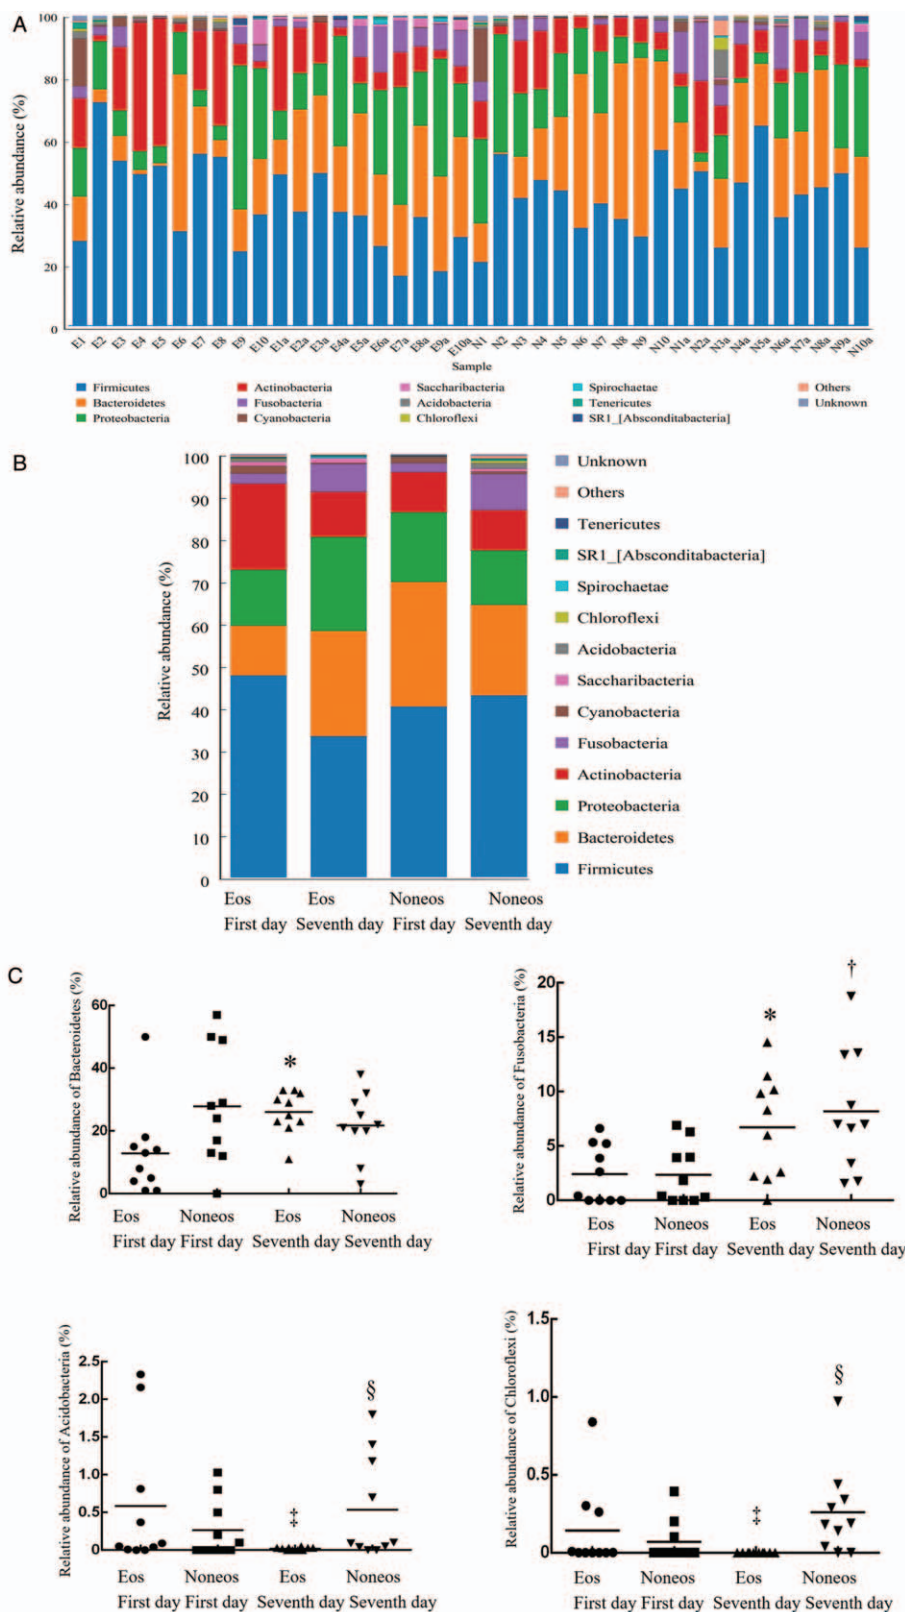 A
Relative abundance (%)
100
80
60
40
20
0
E1 E2 E3 E4 E5 E6 E7 E8 E9 E10 E1a E2a E3a E4a E5a E6a E7a E8a E9a E10a N1 N2 N3 N4 N5 N6 N7 N8 N9 N10 N1a N2a N3a N4a N5a N6a N7a N8a N9a N10a
Sample
Firmicutes Actinobacteria Saccharibacteria Spirochaetae Others
Bacteroidetes Fusobacteria Acidobacteria Tenericutes Unknown
Proteobacteria Cyanobacteria Chloroflexi SR1_[Absconditabacteria]
B
Relative abundance (%)
100
90
80
70
60
50
40
30
20
10
0
Eos Eos Noneos Noneos
First day Seventh day First day Seventh day
Unknown
Others
Tenericutes
SR1_[Absconditabacteria]
Spirochaetae
Chloroflexi
Acidobacteria
Saccharibacteria
Cyanobacteria
Fusobacteria
Actinobacteria
Proteobacteria
Bacteroidetes
Firmicutes
C
Relative abundance of Bacteroidetes (%)
60
40
20
0
*
Eos Noneos Eos Noneos
First day First day Seventh day Seventh day
Relative abundance of Fusobacteria (%)
20
15
10
5
0
* †
Eos Noneos Eos Noneos
First day First day Seventh day Seventh day
Relative abundance of Acidobacteria (%)
2.5
2.0
1.5
1.0
0.5
0
‡ §
Eos Noneos Eos Noneos
First day First day Seventh day Seventh day
Relative abundance of Chloroflexi (%)
1.5
1.0
0.5
0
‡ §
Eos Noneos Eos Noneos
First day First day Seventh day Seventh day